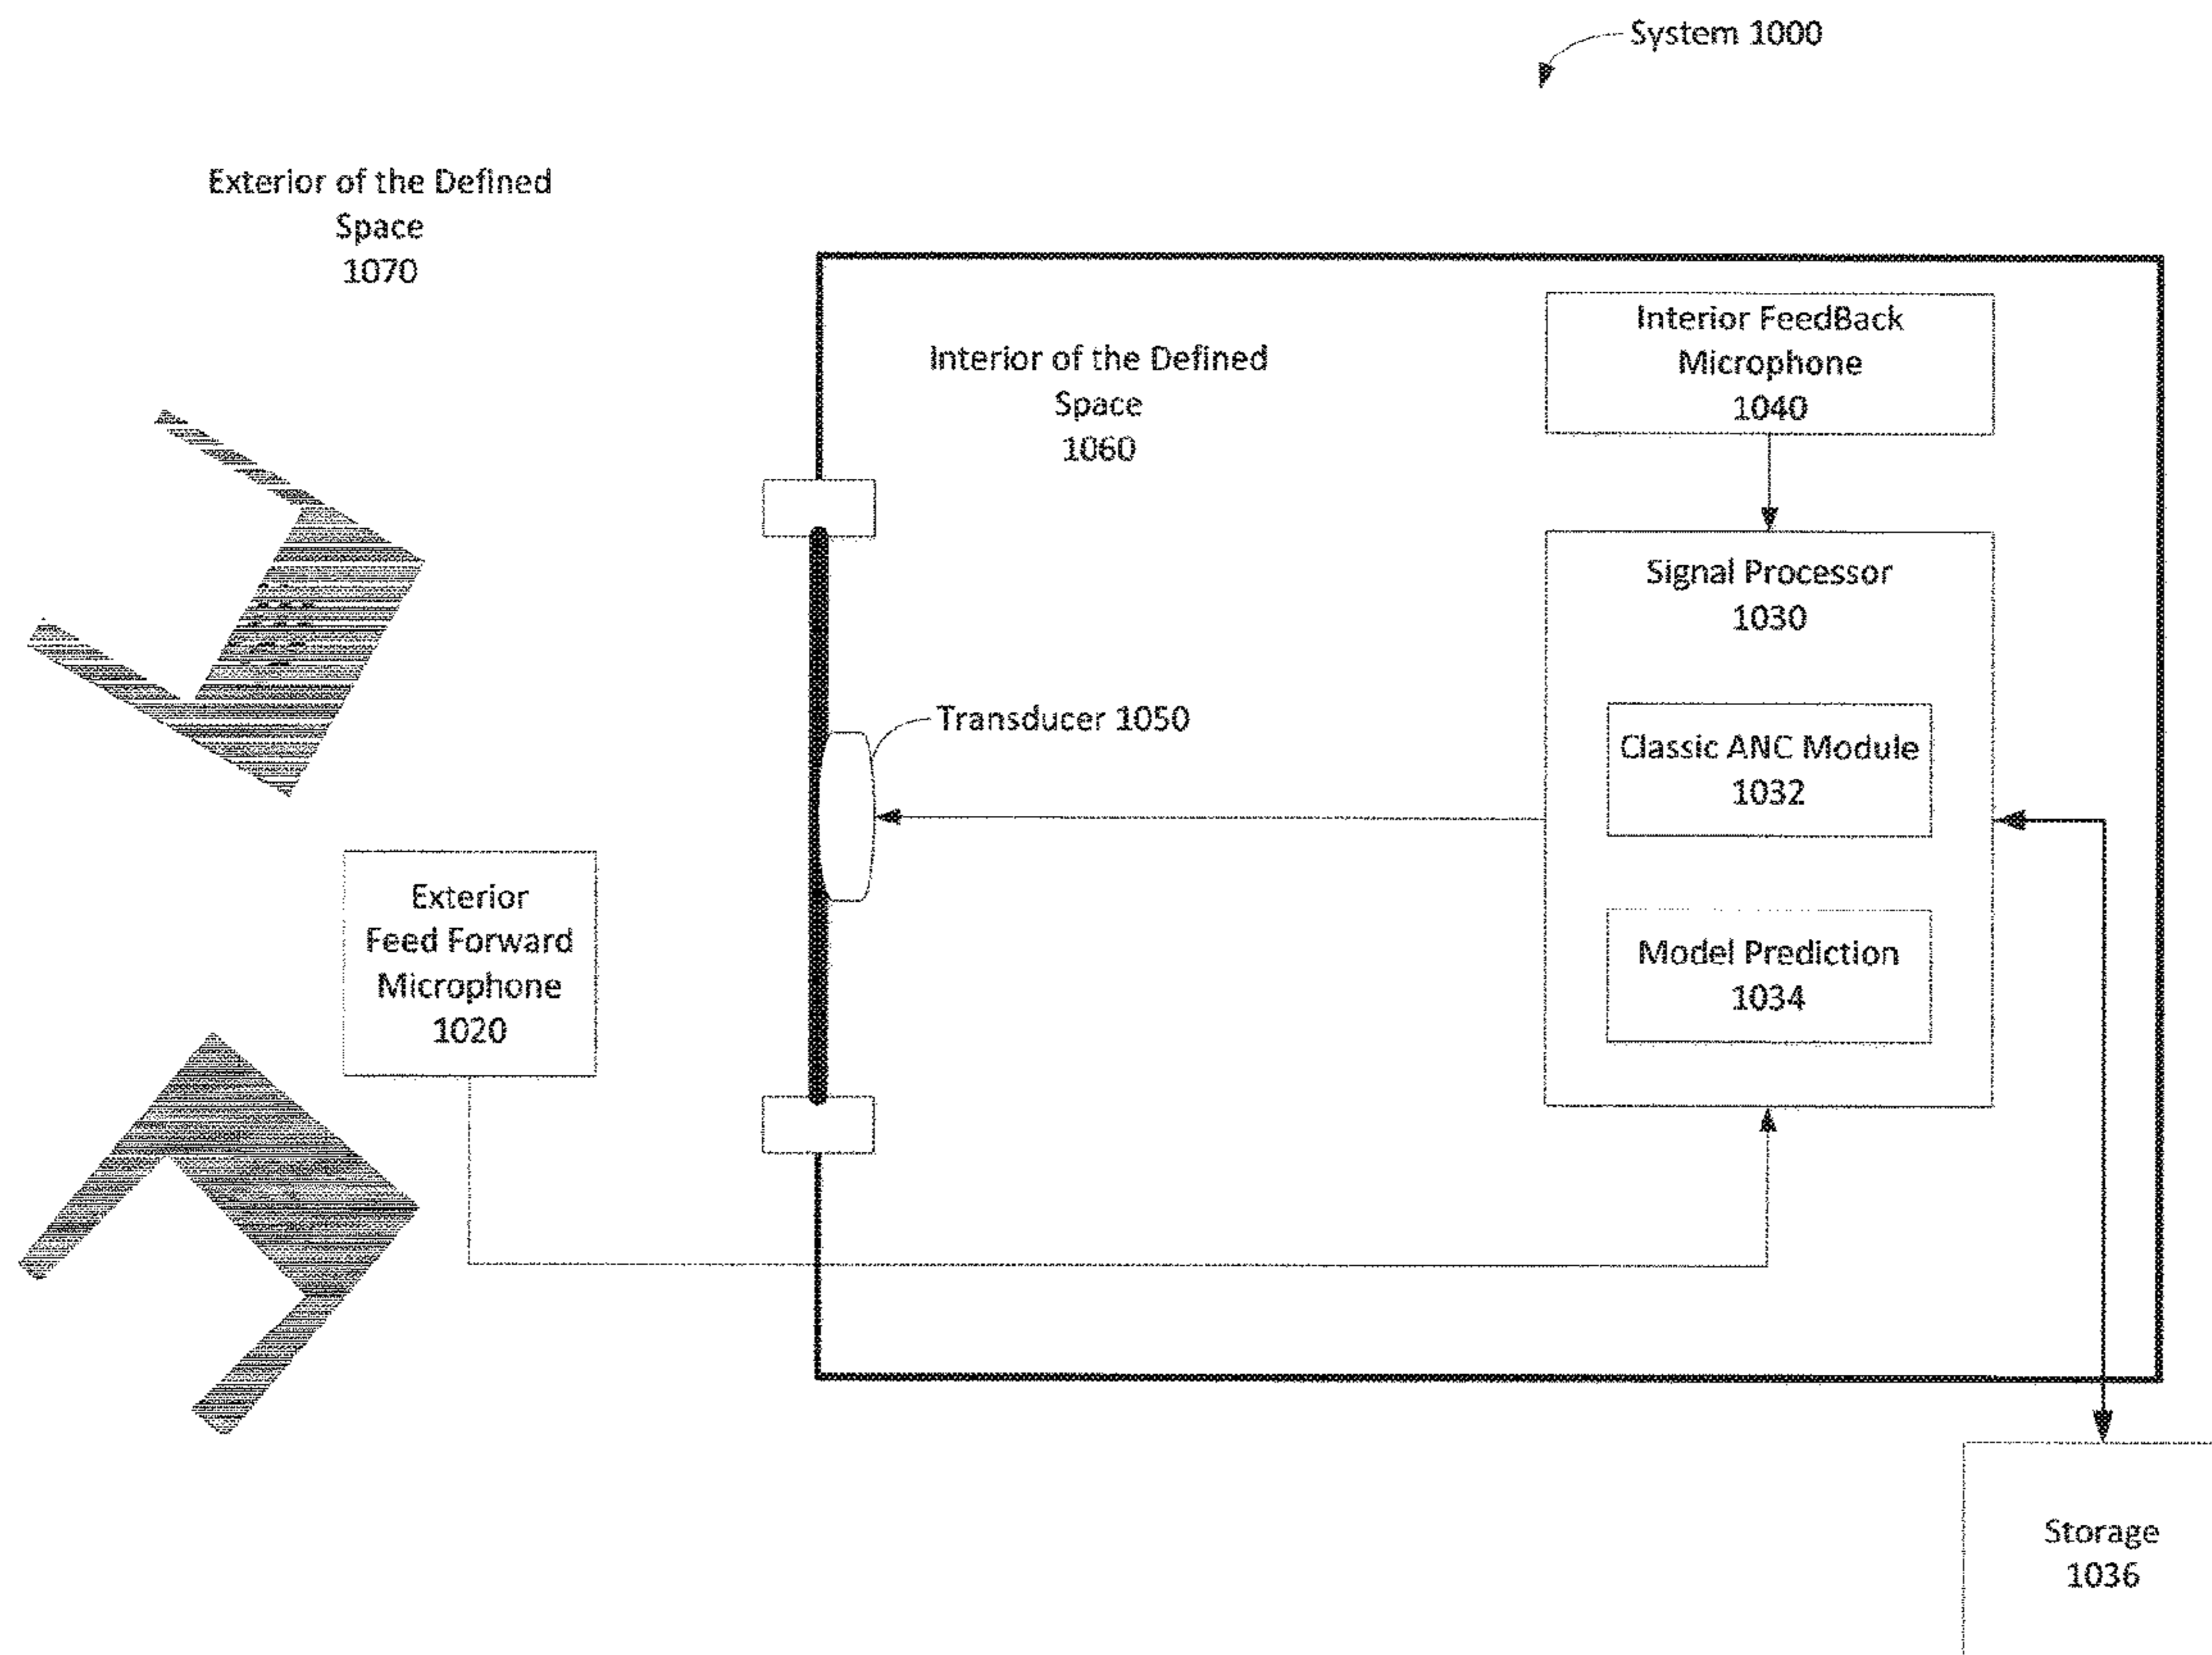 System 1000
Exterior of the Defined
Space
1070
Interior of the Defined
Space
1060
Interior FeedBack
Microphone
1040
Signal Processor
1030
Transducer 1050
Classic ANC Module
1032
Exterior
Feed Forward
Microphone
1020
Model Prediction
1034
Storage
1036